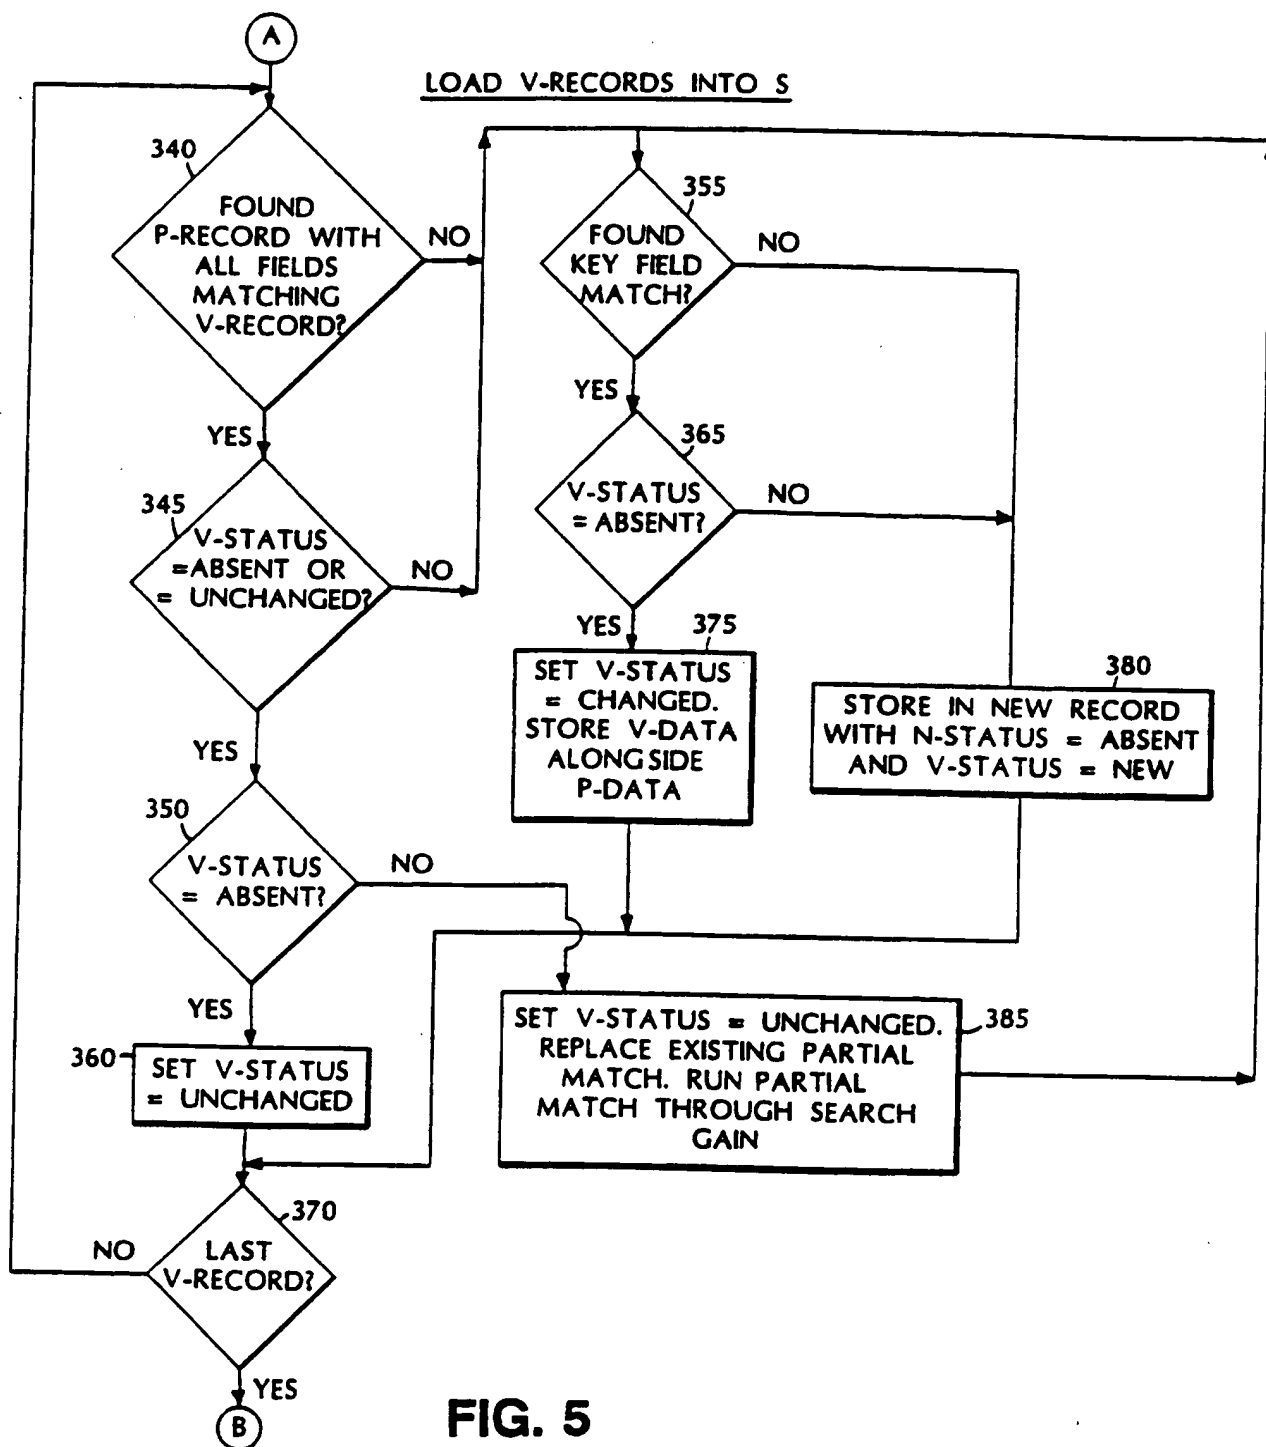 A
LOAD V-RECORDS INTO S
340
FOUND
P-RECORD WITH
ALL FIELDS
MATCHING
V-RECORD?
NO
YES
345
V-STATUS
=ABSENT OR
= UNCHANGED?
NO
YES
350
V-STATUS
= ABSENT?
NO
YES
360
SET V-STATUS
= UNCHANGED
370
LAST
V-RECORD?
NO
YES
B
355
FOUND
KEY FIELD
MATCH?
NO
YES
365
V-STATUS
= ABSENT?
NO
YES
375
SET V-STATUS
= CHANGED.
STORE V-DATA
ALONGSIDE
P-DATA
380
STORE IN NEW RECORD
WITH N-STATUS = ABSENT
AND V-STATUS = NEW
385
SET V-STATUS = UNCHANGED.
REPLACE EXISTING PARTIAL
MATCH. RUN PARTIAL
MATCH THROUGH SEARCH
GAIN
FIG. 5